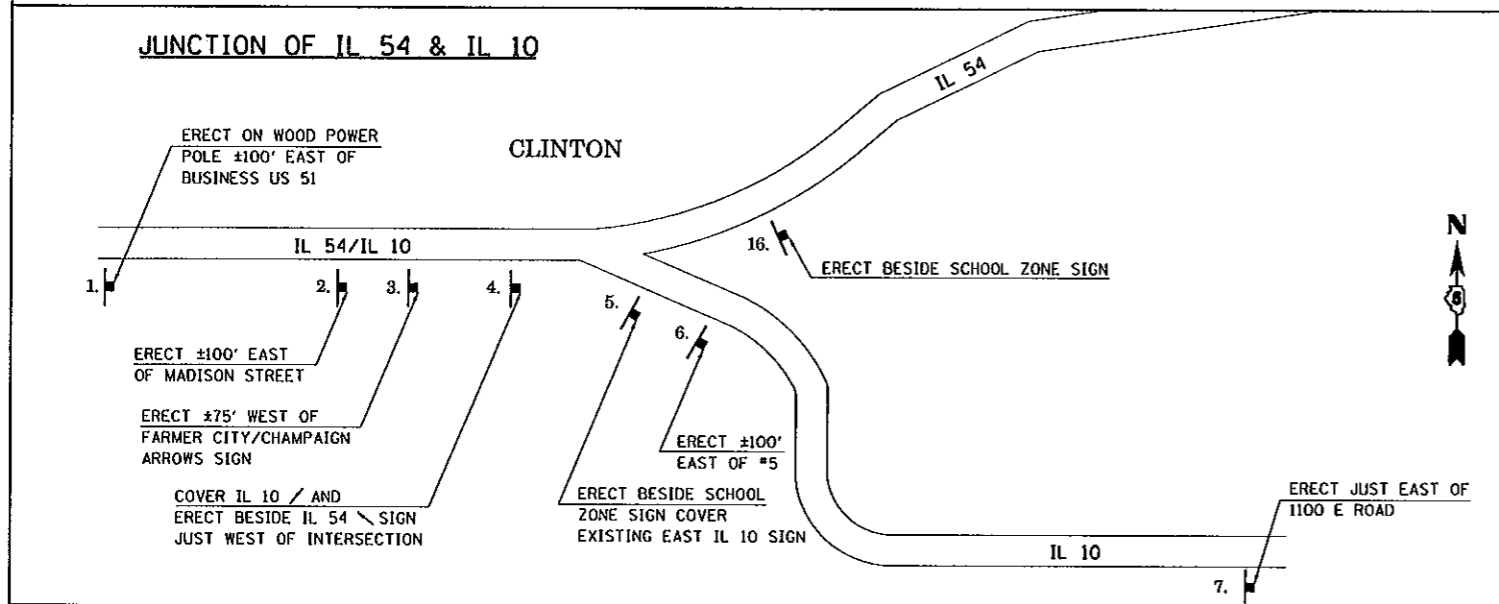 JUNCTION OF IL 54 & IL 10
ERECT ON WOOD POWER
POLE ±100' EAST OF
BUSINESS US 51
CLINTON
IL 54
IL 54/IL 10
1.
2.
3.
4.
5.
6.
16.
ERECT BESIDE SCHOOL ZONE SIGN
N
5
ERECT ±100' EAST
OF MADISON STREET
ERECT ±75' WEST OF
FARMER CITY/CHAMPAIGN
ARROWS SIGN
COVER IL 10 / AND
ERECT BESIDE IL 54 \ SIGN
JUST WEST OF INTERSECTION
ERECT BESIDE SCHOOL
ZONE SIGN COVER
EXISTING EAST IL 10 SIGN
ERECT ±100'
EAST OF #5
ERECT JUST EAST OF
1100 E ROAD
IL 10
7.